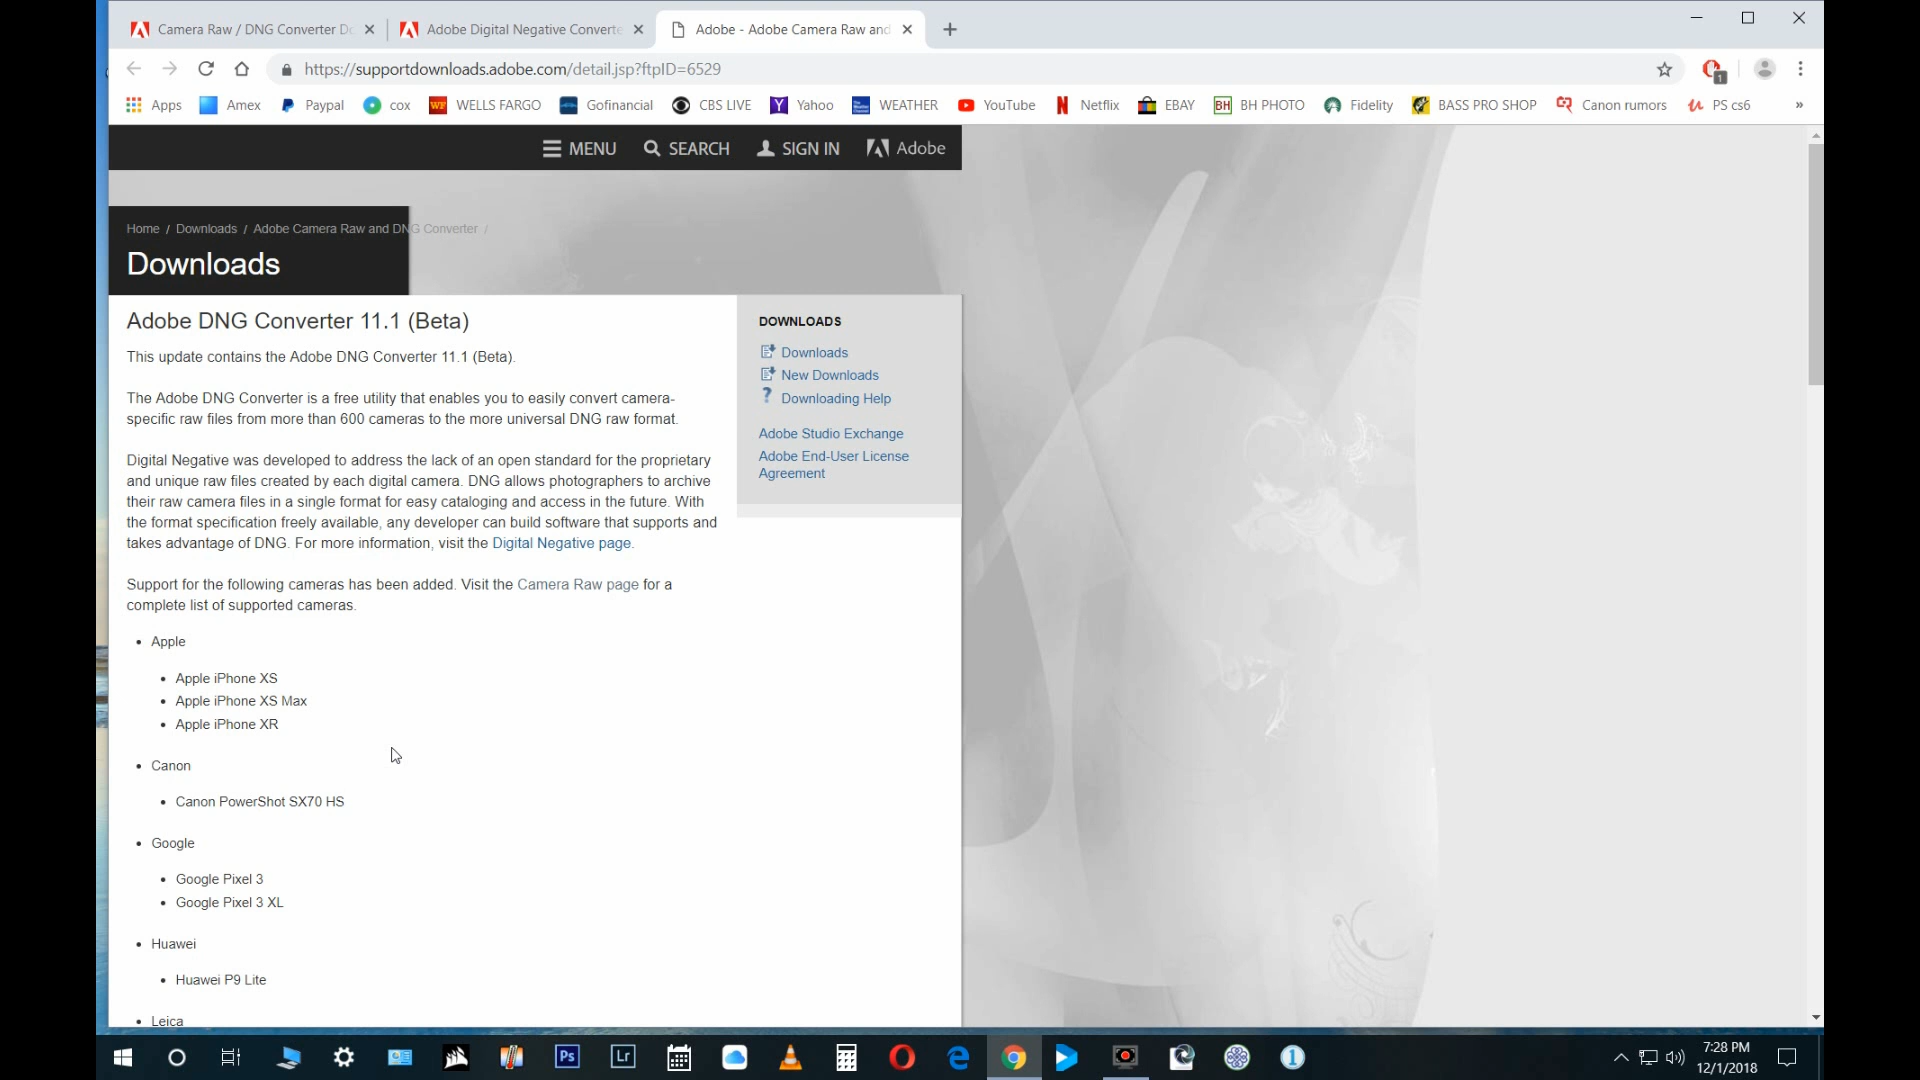 Camera Raw / DNG Converter Do
Adobe Digital Negative Converte
Adobe - Adobe Camera Raw and
https://supportdownloads.adobe.com/detail.jsp?ftpID=6529
1
Apps Amex Paypal cox WF WELLS FARGO Gofinancial CBS LIVE Yahoo WEATHER YouTube Netflix EBAY BH BH PHOTO Fidelity BASS PRO SHOP Canon rumors PS cs6 »
MENU SEARCH SIGN IN Adobe
Home / Downloads / Adobe Camera Raw and DNG Converter /
Downloads
Adobe DNG Converter 11.1 (Beta)
This update contains the Adobe DNG Converter 11.1 (Beta).
The Adobe DNG Converter is a free utility that enables you to easily convert camera-
specific raw files from more than 600 cameras to the more universal DNG raw format.
Digital Negative was developed to address the lack of an open standard for the proprietary
and unique raw files created by each digital camera. DNG allows photographers to archive
their raw camera files in a single format for easy cataloging and access in the future. With
the format specification freely available, any developer can build software that supports and
takes advantage of DNG. For more information, visit the Digital Negative page.
Support for the following cameras has been added. Visit the Camera Raw page for a
complete list of supported cameras.
• Apple
• Apple iPhone XS
• Apple iPhone XS Max
• Apple iPhone XR
• Canon
• Canon PowerShot SX70 HS
• Google
• Google Pixel 3
• Google Pixel 3 XL
• Huawei
• Huawei P9 Lite
• Leica
DOWNLOADS
Downloads
New Downloads
? Downloading Help
Adobe Studio Exchange
Adobe End-User License
Agreement
Ps Lr 1
7:28 PM
12/1/2018